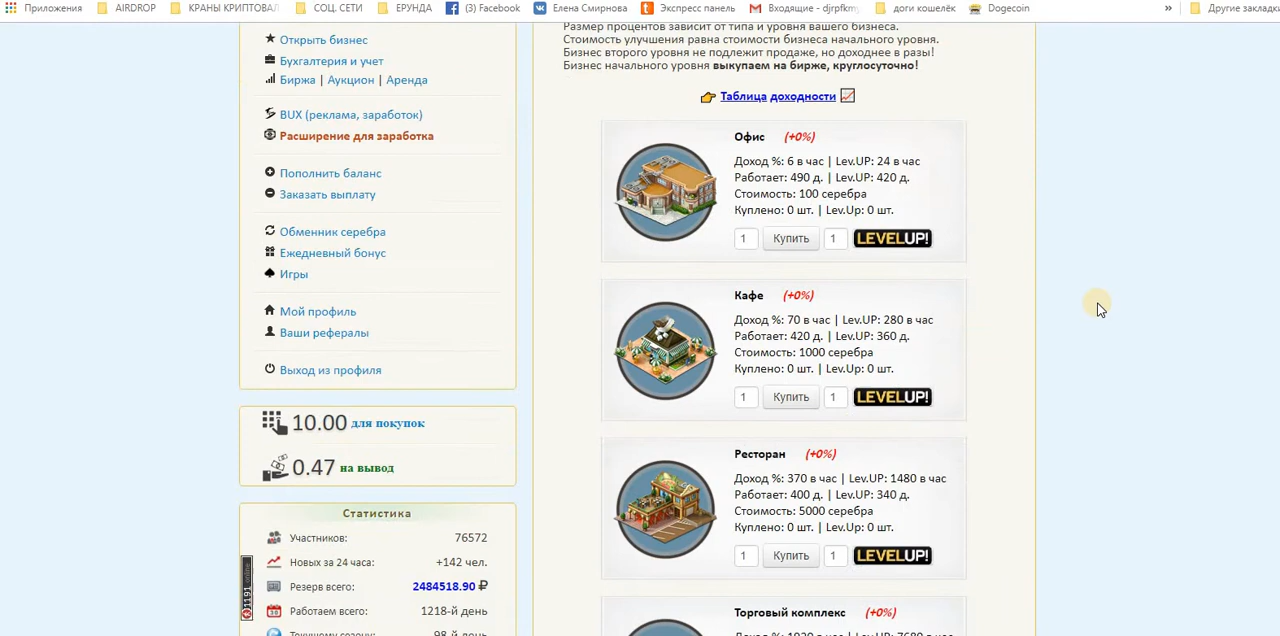 Приложения AIRDROP КРАНЫ КРИПТОВАЛ СОЦ. СЕТИ ЕРУНДА (3) Facebook Елена Смирнова Экспресс панель Входящие - djrpfkm доги кошелёк Dogecoin » Другие закладки
★ Открыть бизнес
Бухгалтерия и учет
Биржа | Аукцион | Аренда
BUX (реклама, заработок)
Расширение для заработка
Пополнить баланс
Заказать выплату
Обменник серебра
Ежедневный бонус
Игры
Мой профиль
Ваши рефералы
Выход из профиля
10.00 для покупок
0.47 на вывод
Статистика
Участников: 76572
Новых за 24 часа: +142 чел.
Резерв всего: 2484518.90 ₽
Работаем всего: 1218-й день
Текущему сезону: 98-й день
1191 online
Размер процентов зависит от типа и уровня вашего бизнеса.
Стоимость улучшения равна стоимости бизнеса начального уровня.
Бизнес второго уровня не подлежит продаже, но доходнее в разы!
Бизнес начального уровня выкупаем на бирже, круглосуточно!
Таблица доходности
Офис (+0%)
Доход %: 6 в час | Lev.UP: 24 в час
Работает: 490 д. | Lev.UP: 420 д.
Стоимость: 100 серебра
Куплено: 0 шт. | Lev.Up: 0 шт.
1 Купить 1 LEVELUP!
Кафе (+0%)
Доход %: 70 в час | Lev.UP: 280 в час
Работает: 420 д. | Lev.UP: 360 д.
Стоимость: 1000 серебра
Куплено: 0 шт. | Lev.Up: 0 шт.
1 Купить 1 LEVELUP!
Ресторан (+0%)
Доход %: 370 в час | Lev.UP: 1480 в час
Работает: 400 д. | Lev.UP: 340 д.
Стоимость: 5000 серебра
Куплено: 0 шт. | Lev.Up: 0 шт.
1 Купить 1 LEVELUP!
Торговый комплекс (+0%)